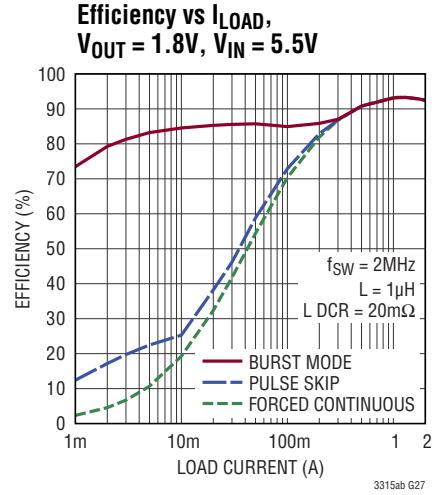 Efficiency vs ILOAD,
VOUT = 1.8V, VIN = 5.5V
100
90
80
70
60
50
40
30
20
10
0
EFFICIENCY (%)
fSW = 2MHz
L = 1µH
L DCR = 20mΩ
BURST MODE
PULSE SKIP
FORCED CONTINUOUS
1m 10m 100m 1 2
LOAD CURRENT (A)
3315ab G27